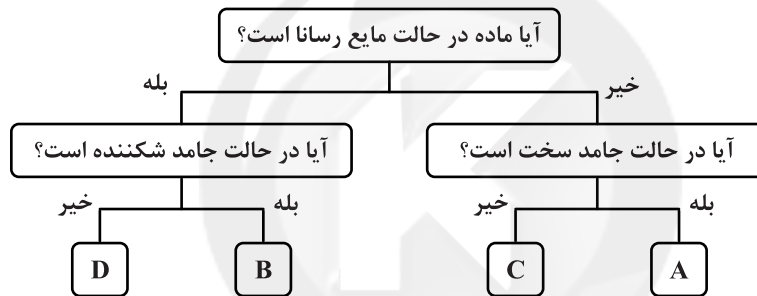 آیا ماده در حالت مایع رسانا است؟
خیر
بله
آیا در حالت جامد سخت است؟
آیا در حالت جامد شکننده است؟
بله
خیر
بله
خیر
A
C
B
D